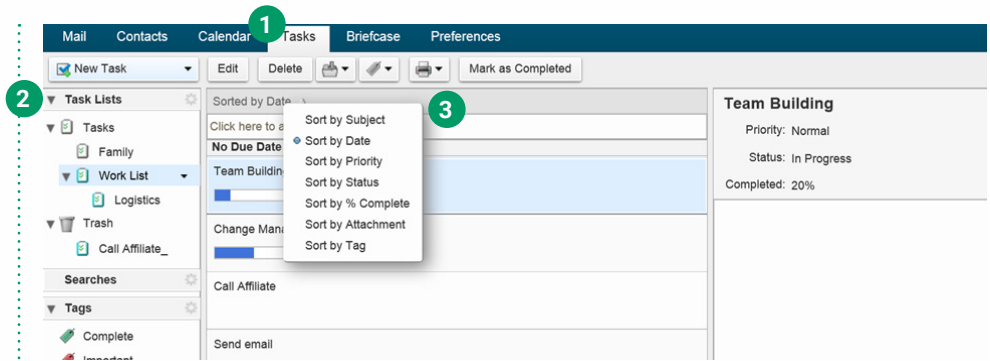 1
Mail Contacts Calendar Tasks Briefcase Preferences
New Task Edit Delete Mark as Completed
2
Task Lists
Tasks
Family
Work List
Logistics
Trash
Call Affiliate_
Searches
Tags
Complete
Important
Sorted by Date
Click here to a
No Due Date
Team Buildin
Change Mana
Call Affiliate
Send email
3
Sort by Subject
Sort by Date
Sort by Priority
Sort by Status
Sort by % Complete
Sort by Attachment
Sort by Tag
Team Building
Priority: Normal
Status: In Progress
Completed: 20%